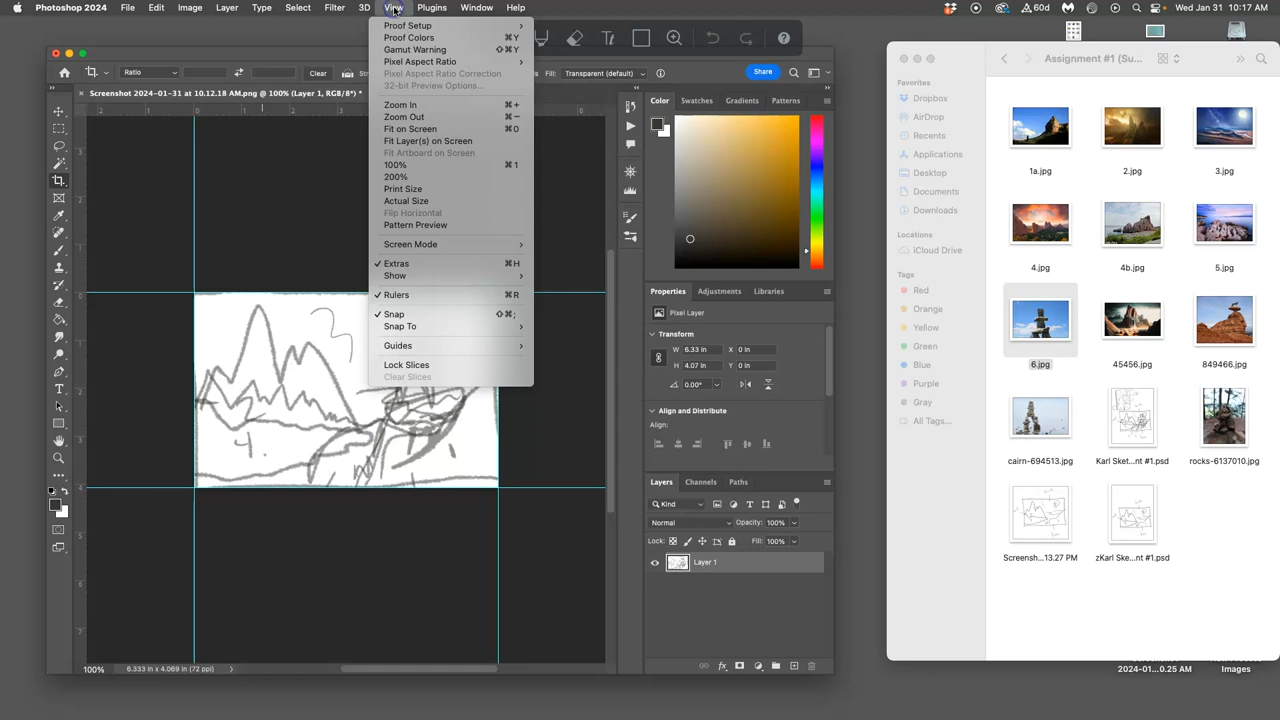 Photoshop 2024 File Edit Image Layer Type Select Filter 3D View Plugins Window Help 60d Wed Jan 31 10:17 AM
Proof Setup
Proof Colors ⌘Y
Gamut Warning ⇧⌘Y
Pixel Aspect Ratio
Pixel Aspect Ratio Correction
32-bit Preview Options...
Zoom In ⌘+
Zoom Out ⌘−
Fit on Screen ⌘0
Fit Layer(s) on Screen
Fit Artboard on Screen
100% ⌘1
200%
Print Size
Actual Size
Flip Horizontal
Pattern Preview
Screen Mode
Extras ⌘H
Show
Rulers ⌘R
Snap ⇧⌘;
Snap To
Guides
Lock Slices
Clear Slices
Ratio Clear Fill: Transparent (default) Share
Screenshot 2024-01-31 at 10.12.18 AM.png @ 100% (Layer 1, RGB/8*) *
3
4.
100% 6.333 in x 4.069 in (72 ppi)
Color Swatches Gradients Patterns
Properties Adjustments Libraries
Pixel Layer
Transform
W 6.33 in X 0 in
H 4.07 in Y 0 in
0.00°
Align and Distribute
Align:
Layers Channels Paths
Kind
Normal Opacity: 100%
Lock: Fill: 100%
Layer 1
Assignment #1 (Su...
Favorites
Dropbox
AirDrop
Recents
Applications
Desktop
Documents
Downloads
Locations
iCloud Drive
Tags
Red
Orange
Yellow
Green
Blue
Purple
Gray
All Tags...
1a.jpg 2.jpg 3.jpg
4.jpg 4b.jpg 5.jpg
6.jpg 45456.jpg 849466.jpg
cairn-694513.jpg Karl Sket...nt #1.psd rocks-6137010.jpg
Screensh...13.27 PM zKarl Ske...nt #1.psd
2024-01...0.25 AM Images